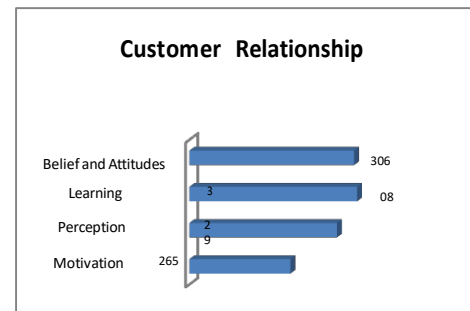 Customer Relationship
Belief and Attitudes 306
Learning 3 08
Perception 2
9
Motivation 265